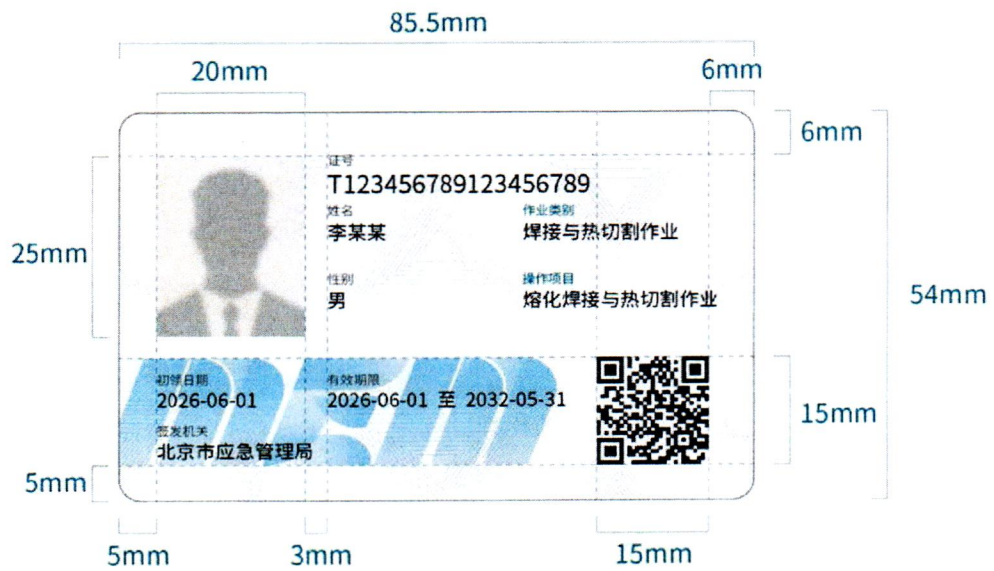 85.5mm
20mm
6mm
6mm
证号
T123456789123456789
姓名
李某某
作业类别
焊接与热切割作业
25mm
性别
男
操作项目
熔化焊接与热切割作业
54mm
初领日期
2026-06-01
有效期限
2026-06-01 至 2032-05-31
15mm
签发机关
北京市应急管理局
5mm
5mm
3mm
15mm